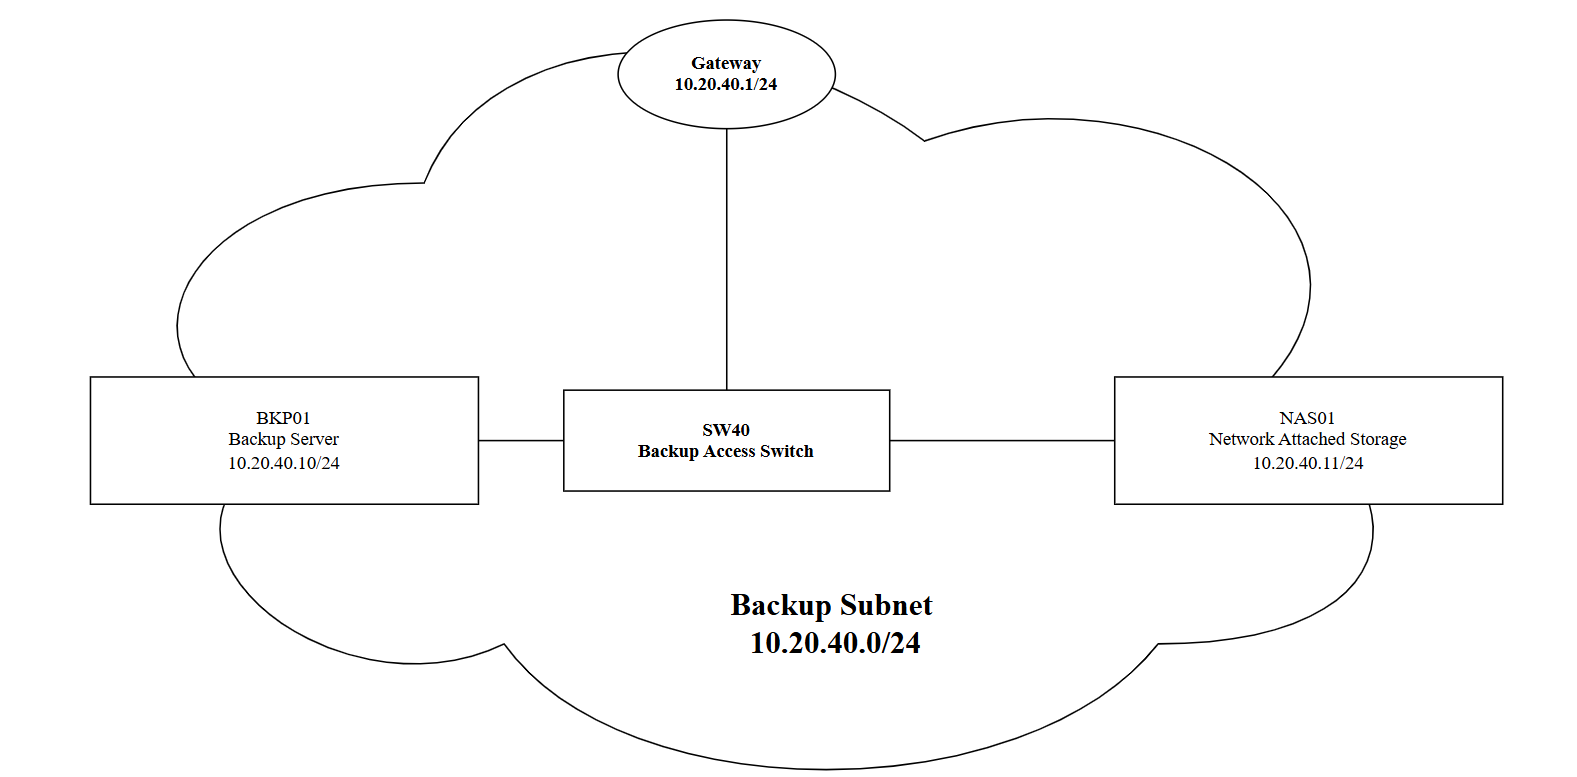 Gateway
10.20.40.1/24
BKP01
Backup Server
10.20.40.10/24
SW40
Backup Access Switch
NAS01
Network Attached Storage
10.20.40.11/24
Backup Subnet
10.20.40.0/24